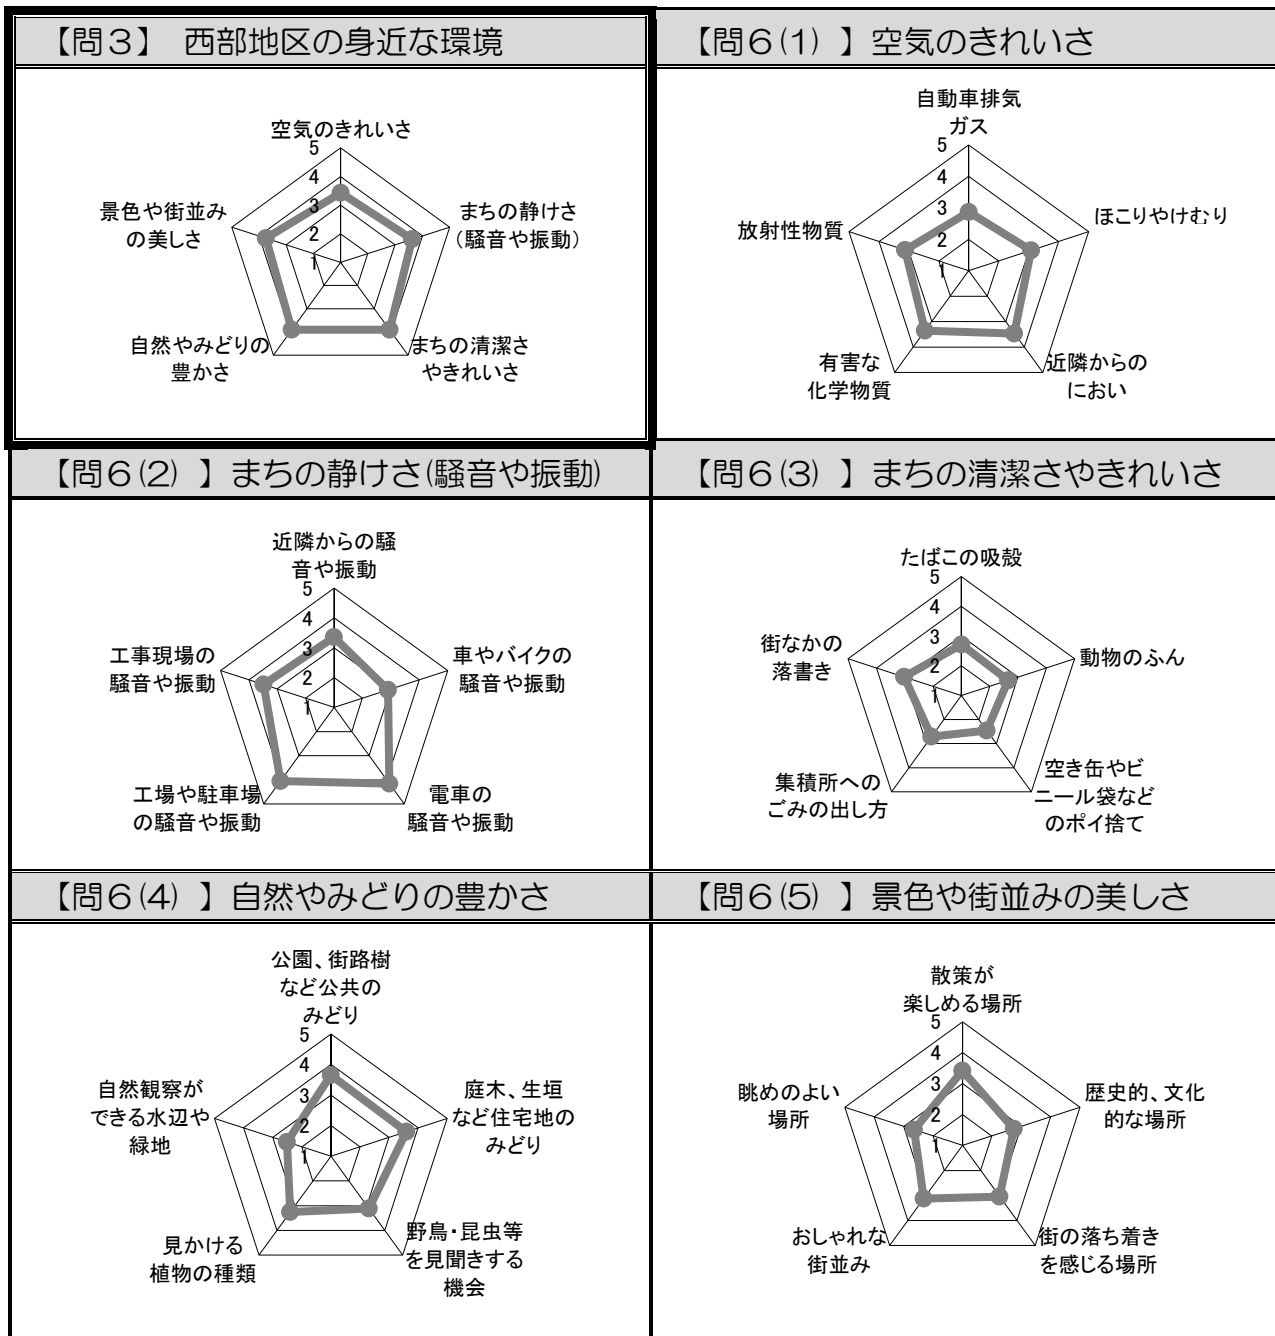 【問３】 西部地区の身近な環境
空気のきれいさ
5
4
3
2
1
まちの静けさ
（騒音や振動）
まちの清潔さ
やきれいさ
自然やみどりの
豊かさ
景色や街並み
の美しさ
【問６(1) 】空気のきれいさ
自動車排気
ガス
5
4
3
2
1
ほこりやけむり
近隣からの
におい
有害な
化学物質
放射性物質
【問６(2) 】まちの静けさ(騒音や振動)
近隣からの騒
音や振動
5
4
3
2
1
車やバイクの
騒音や振動
電車の
騒音や振動
工場や駐車場
の騒音や振動
工事現場の
騒音や振動
【問６(3) 】まちの清潔さやきれいさ
たばこの吸殻
5
4
3
2
1
動物のふん
空き缶やビ
ニール袋など
のポイ捨て
集積所への
ごみの出し方
街なかの
落書き
【問６(4) 】自然やみどりの豊かさ
公園、街路樹
など公共の
みどり
5
4
3
2
1
庭木、生垣
など住宅地の
みどり
野鳥・昆虫等
を見聞きする
機会
見かける
植物の種類
自然観察が
できる水辺や
緑地
【問６(5) 】景色や街並みの美しさ
散策が
楽しめる場所
5
4
3
2
1
歴史的、文化
的な場所
街の落ち着き
を感じる場所
おしゃれな
街並み
眺めのよい
場所